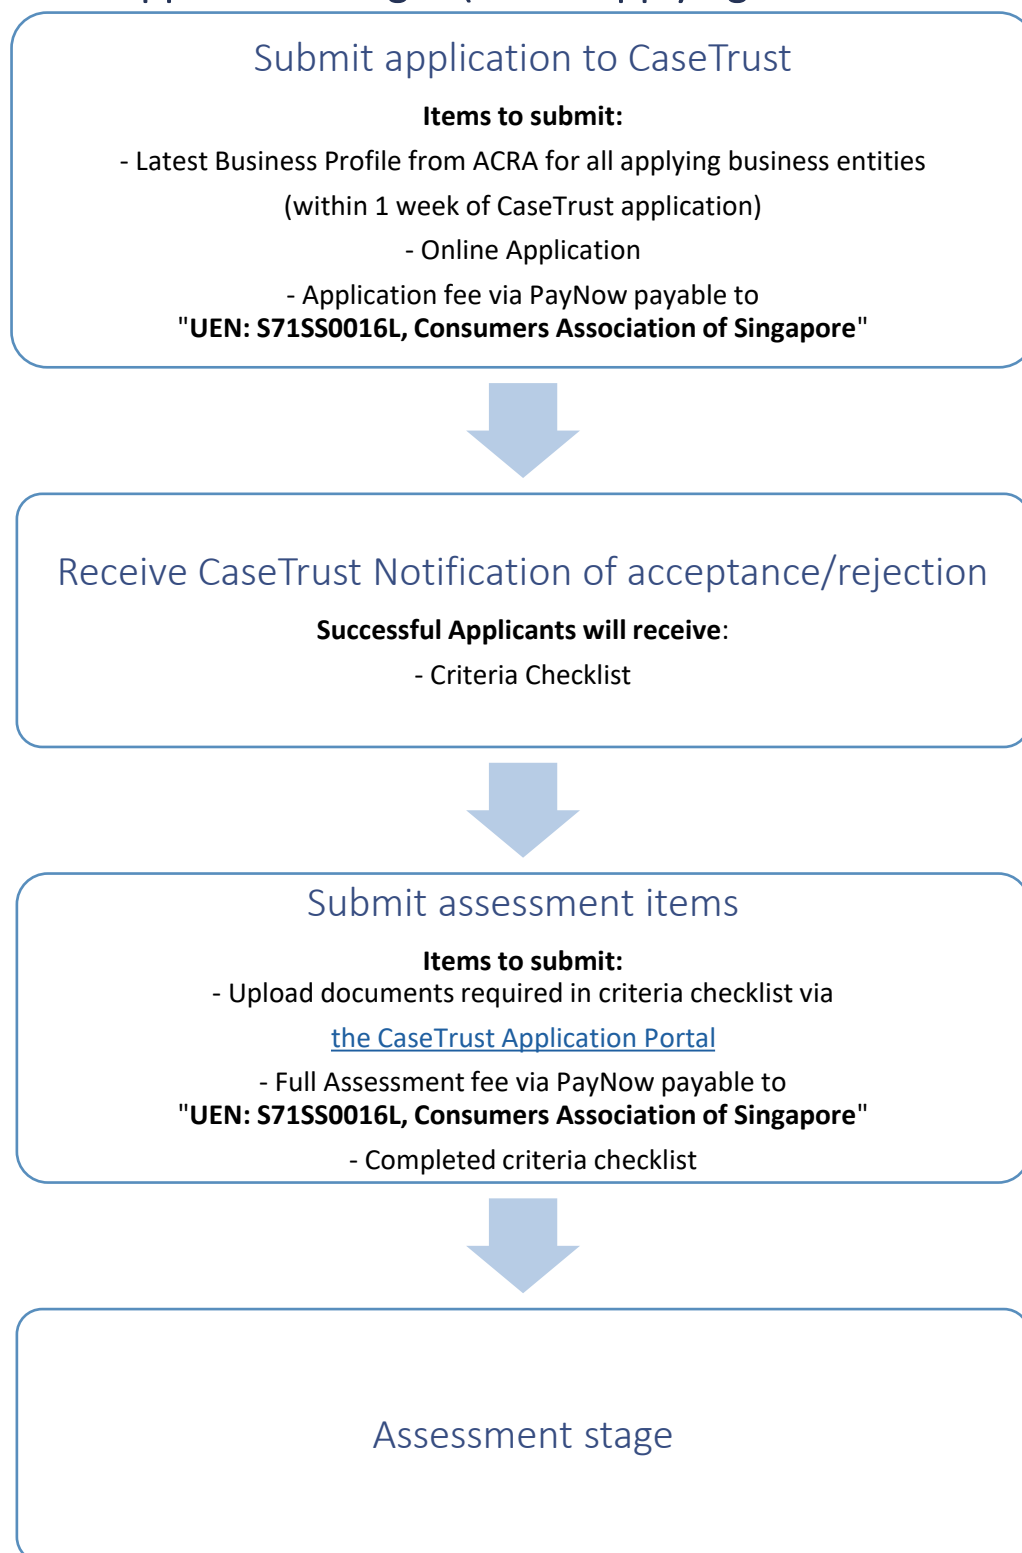 Submit application to CaseTrust
Items to submit:
- Latest Business Profile from ACRA for all applying business entities
(within 1 week of CaseTrust application)
- Online Application
- Application fee via PayNow payable to
"UEN: S71SS0016L, Consumers Association of Singapore"
Receive CaseTrust Notification of acceptance/rejection
Successful Applicants will receive:
- Criteria Checklist
Submit assessment items
Items to submit:
- Upload documents required in criteria checklist via
the CaseTrust Application Portal
- Full Assessment fee via PayNow payable to
"UEN: S71SS0016L, Consumers Association of Singapore"
- Completed criteria checklist
Assessment stage